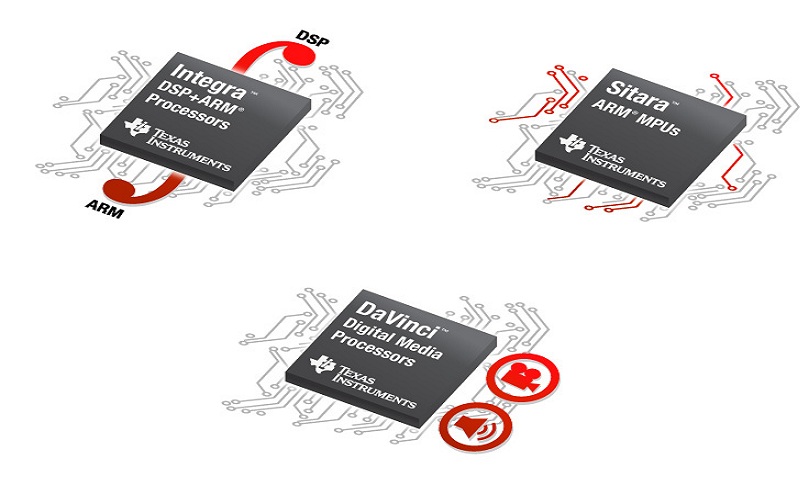 DSP
Integra™
DSP+ARM®
Processors
TEXAS
INSTRUMENTS
ARM
Sitara™
ARM® MPUs
TEXAS
INSTRUMENTS
DaVinci™
Digital Media
Processors
TEXAS
INSTRUMENTS